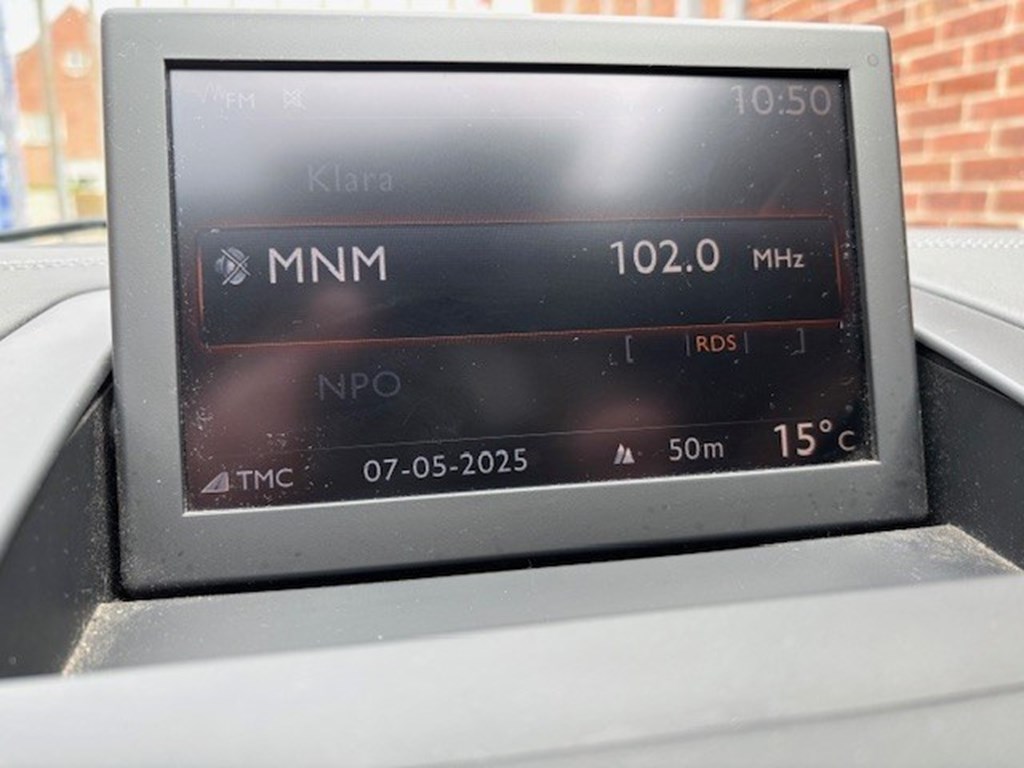 FM 10:50
Klara
MNM 102.0 MHz
[ | RDS | ]
NPO
TMC 07-05-2025 50m 15°C